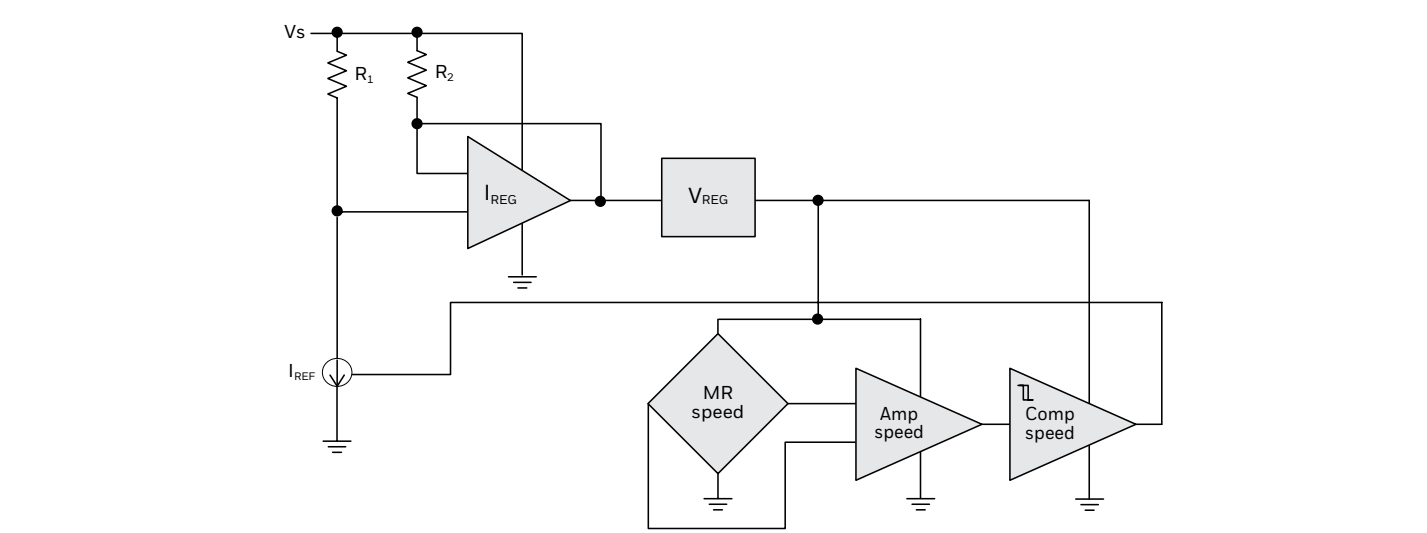 Vs
R₁
R₂
IREG
VREG
IREF
MR
speed
Amp
speed
Comp
speed